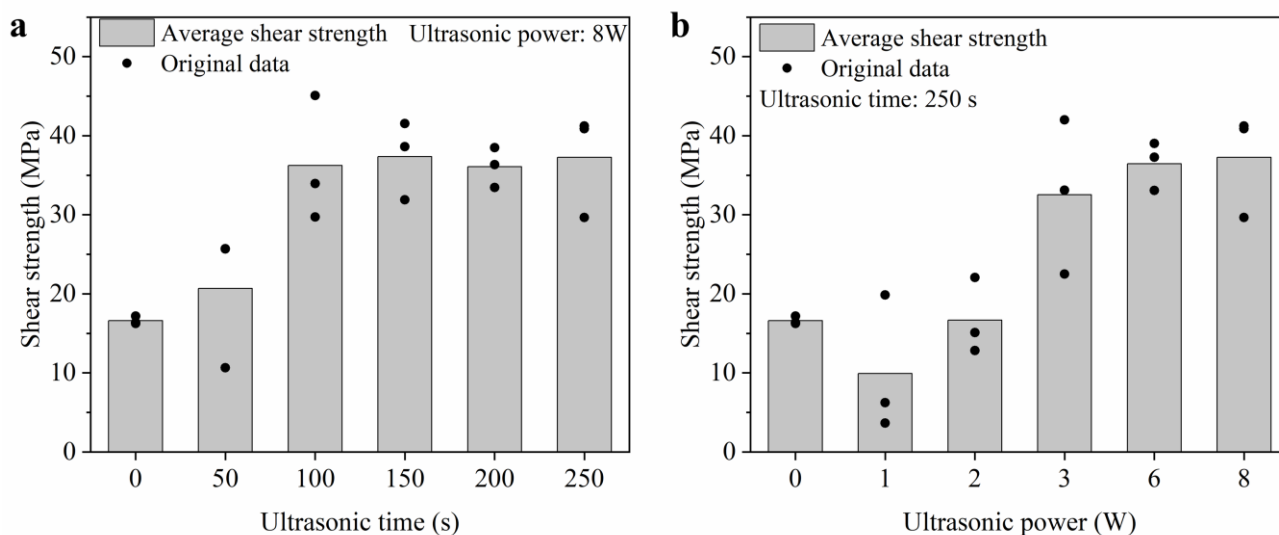 a
Average shear strength Ultrasonic power: 8W
Original data
50
40
30
20
10
0
Shear strength (MPa)
0 50 100 150 200 250
Ultrasonic time (s)
b
Average shear strength
Original data
Ultrasonic time: 250 s
50
40
30
20
10
0
Shear strength (MPa)
0 1 2 3 6 8
Ultrasonic power (W)